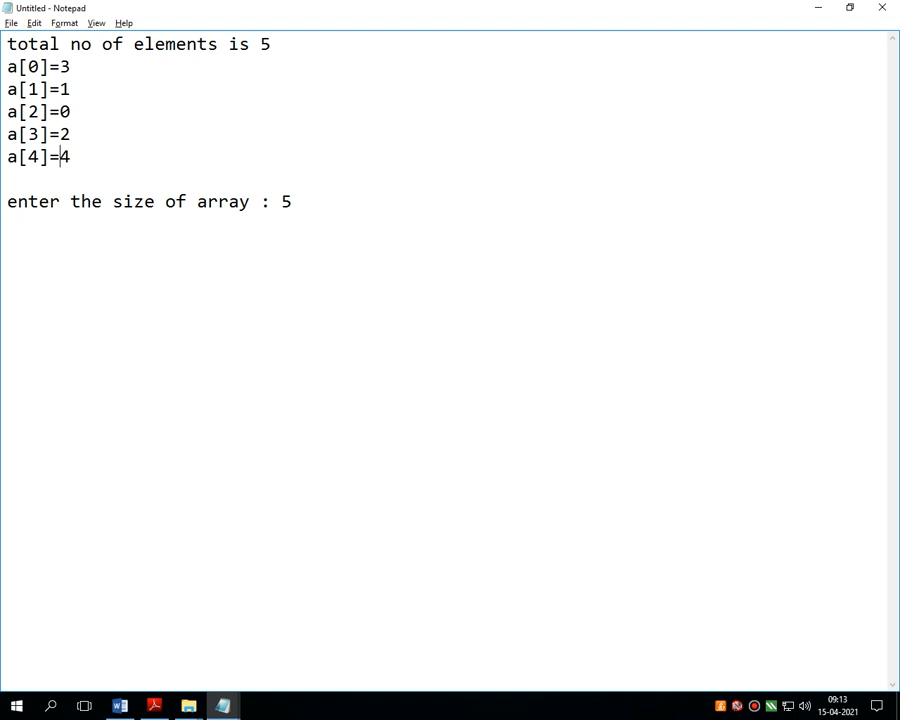 Untitled - Notepad
File Edit Format View Help
total no of elements is 5
a[0]=3
a[1]=1
a[2]=0
a[3]=2
a[4]=4
enter the size of array : 5
09:13
15-04-2021